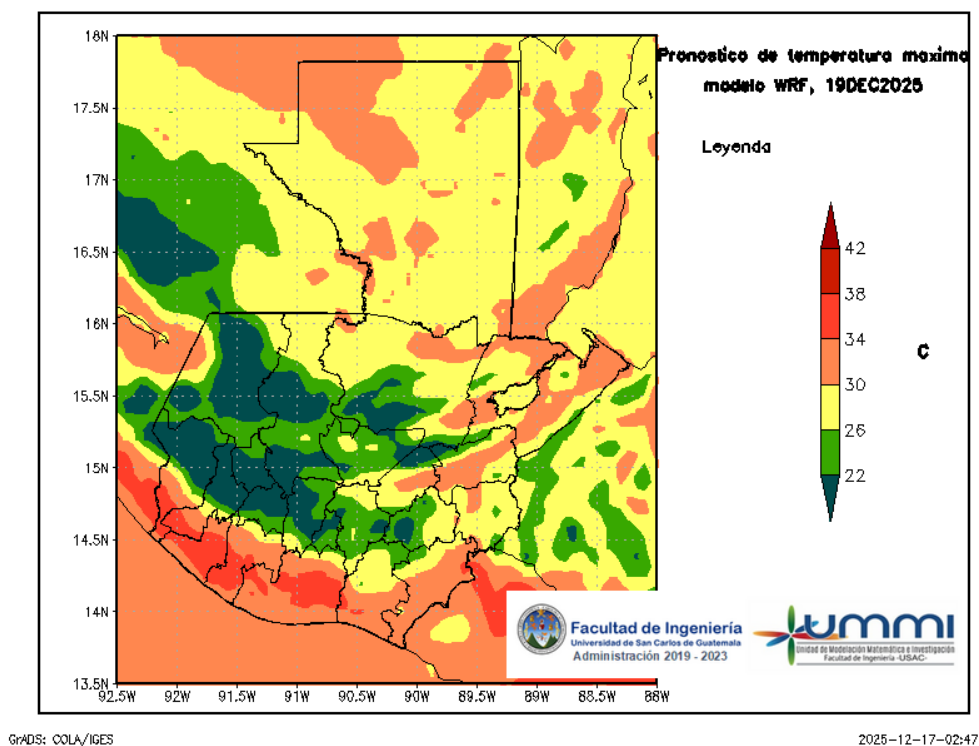 Pronostico de temperatura maxima
modelo WRF, 19DEC2025
Leyenda
42
38
34
30
26
22
C
18N
17.5N
17N
16.5N
16N
15.5N
15N
14.5N
14N
13.5N
92.5W 92W 91.5W 91W 90.5W 90W 89.5W 89W 88.5W 88W
Facultad de Ingeniería
Universidad de San Carlos de Guatemala
Administración 2019 - 2023
UMMI
Unidad de Modelación Matemática e Investigación
Facultad de Ingeniería -USAC-
GrADS: COLA/IGES
2025-12-17-02:47